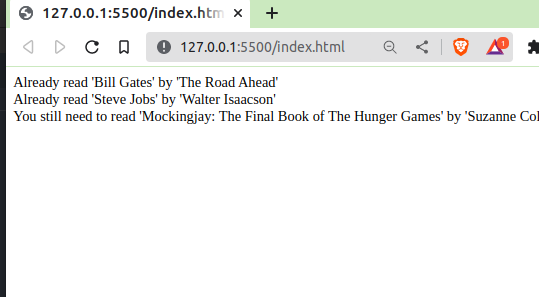 127.0.0.1:5500/index.htm
127.0.0.1:5500/index.html
1
Already read 'Bill Gates' by 'The Road Ahead'
Already read 'Steve Jobs' by 'Walter Isaacson'
You still need to read 'Mockingjay: The Final Book of The Hunger Games' by 'Suzanne Col